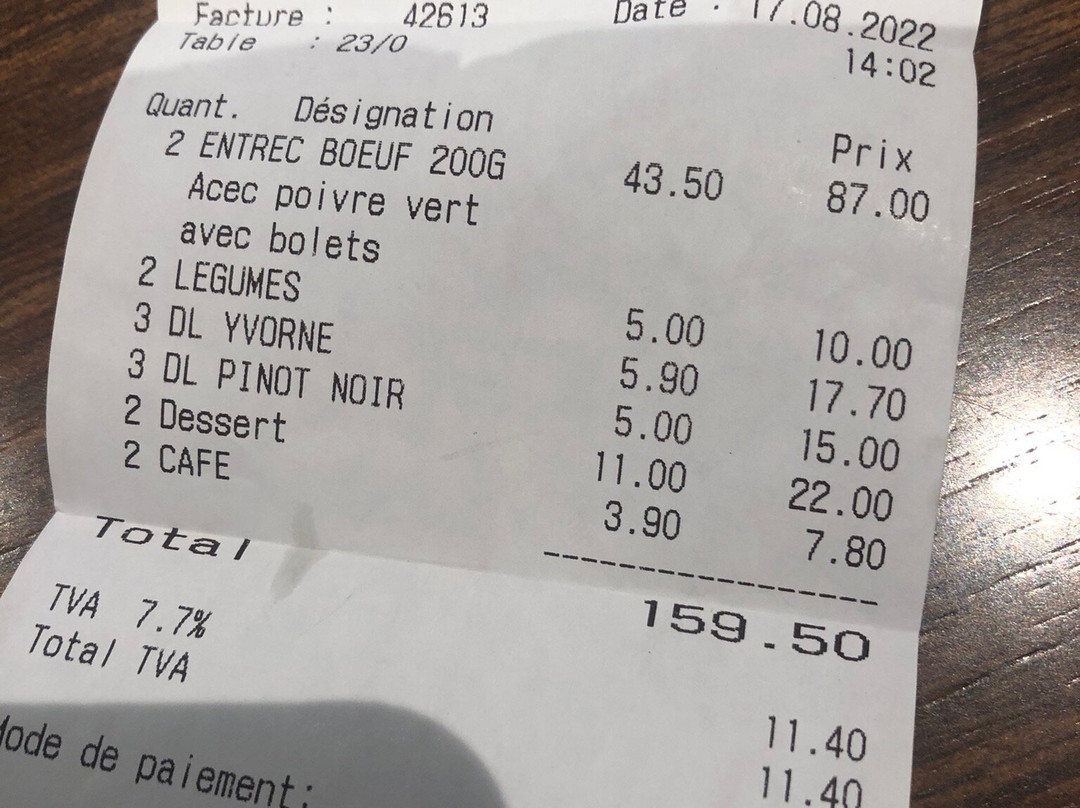 Facture : 42613 Date : 17.08.2022
Table : 23/0 14:02
Quant. Désignation Prix
2 ENTREC BOEUF 200G 43.50 87.00
Acec poivre vert
avec bolets
2 LEGUMES 5.00 10.00
3 DL YVORNE 5.90 17.70
3 DL PINOT NOIR 5.00 15.00
2 Dessert 11.00 22.00
2 CAFE 3.90 7.80
Total 159.50
TVA 7.7% 11.40
Total TVA 11.40
Mode de paiement: